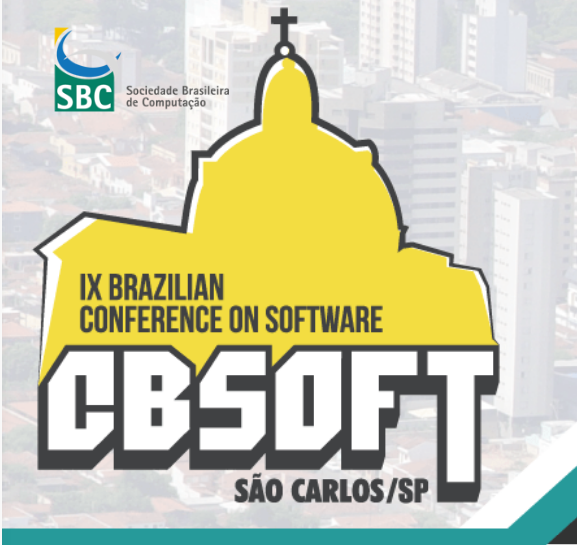 SBC
Sociedade Brasileira
de Computação
IX BRAZILIAN
CONFERENCE ON SOFTWARE
CBSOFT
SÃO CARLOS/SP